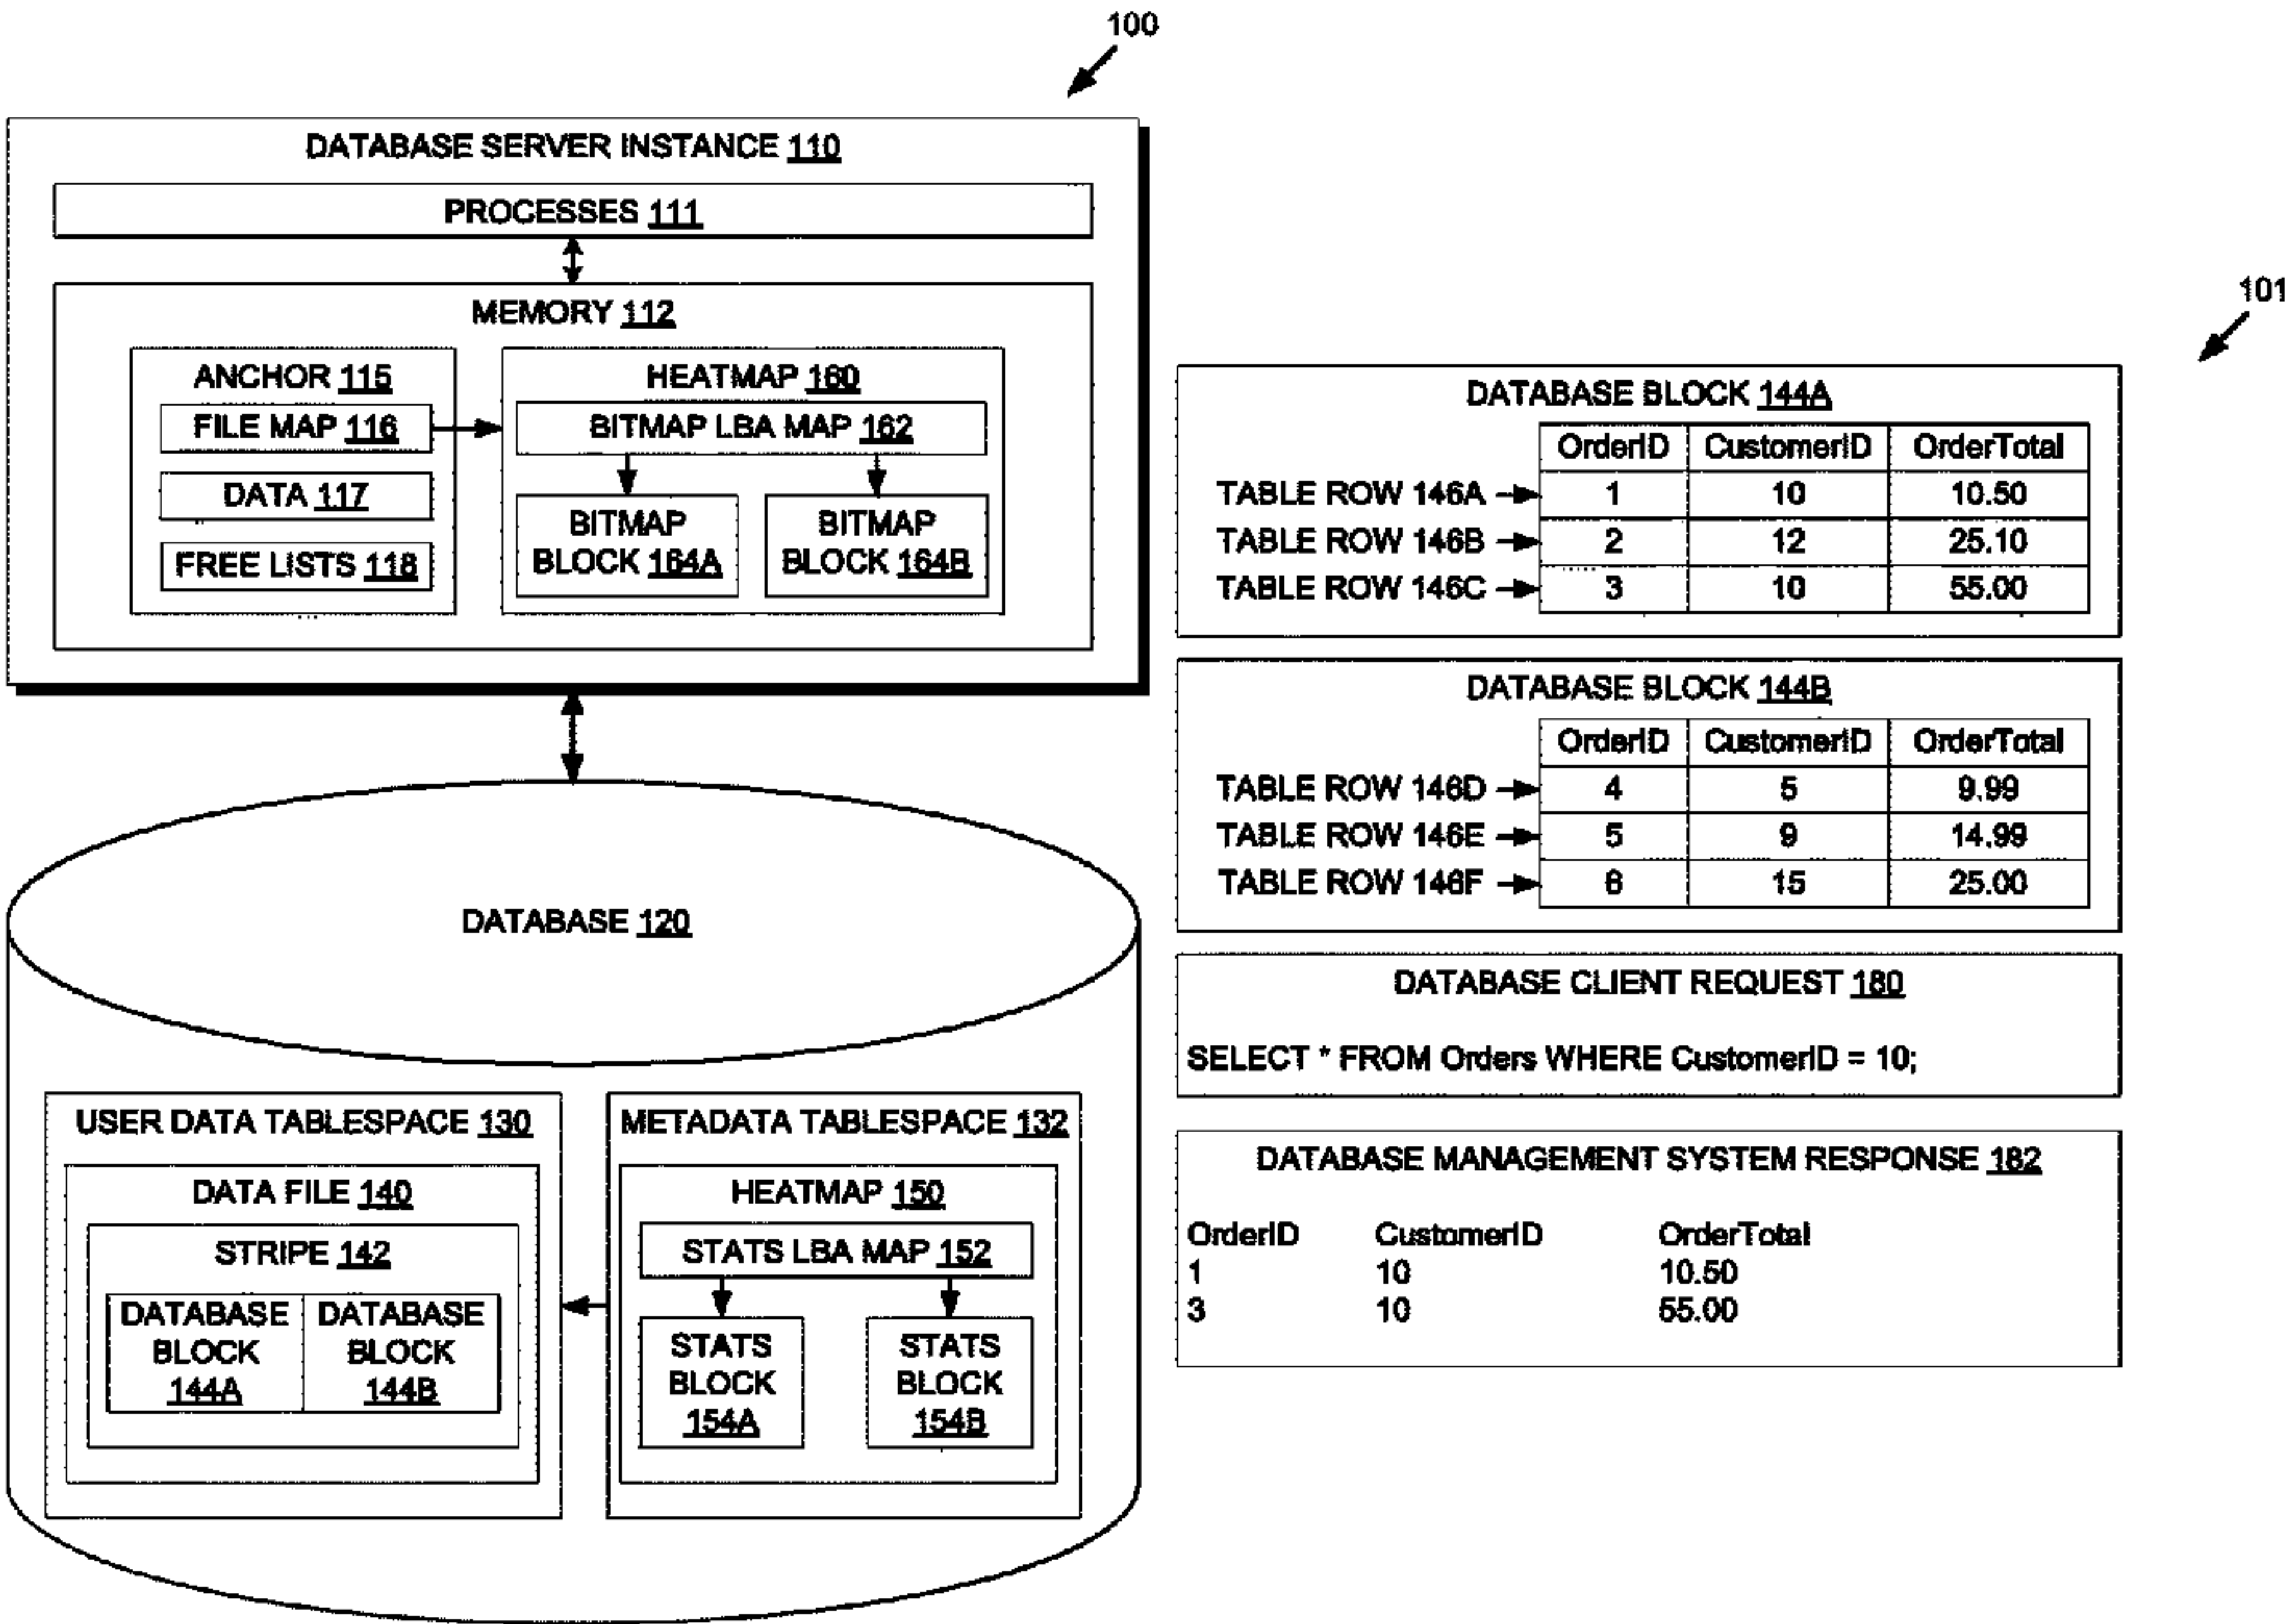 100
DATABASE SERVER INSTANCE 110
PROCESSES 111
MEMORY 112
ANCHOR 115
FILE MAP 116
DATA 117
FREE LISTS 118
HEATMAP 160
BITMAP LBA MAP 162
BITMAP
BLOCK 164A
BITMAP
BLOCK 164B
DATABASE 120
USER DATA TABLESPACE 130
DATA FILE 140
STRIPE 142
DATABASE
BLOCK
144A
DATABASE
BLOCK
144B
METADATA TABLESPACE 132
HEATMAP 150
STATS LBA MAP 152
STATS
BLOCK
154A
STATS
BLOCK
154B
101
DATABASE BLOCK 144A
OrderID CustomerID OrderTotal
TABLE ROW 146A 1 10 10.50
TABLE ROW 146B 2 12 25.10
TABLE ROW 146C 3 10 55.00
DATABASE BLOCK 144B
OrderID CustomerID OrderTotal
TABLE ROW 146D 4 5 9.99
TABLE ROW 146E 5 9 14.99
TABLE ROW 146F 6 15 25.00
DATABASE CLIENT REQUEST 180
SELECT * FROM Orders WHERE CustomerID = 10;
DATABASE MANAGEMENT SYSTEM RESPONSE 182
OrderID CustomerID OrderTotal
1 10 10.50
3 10 55.00